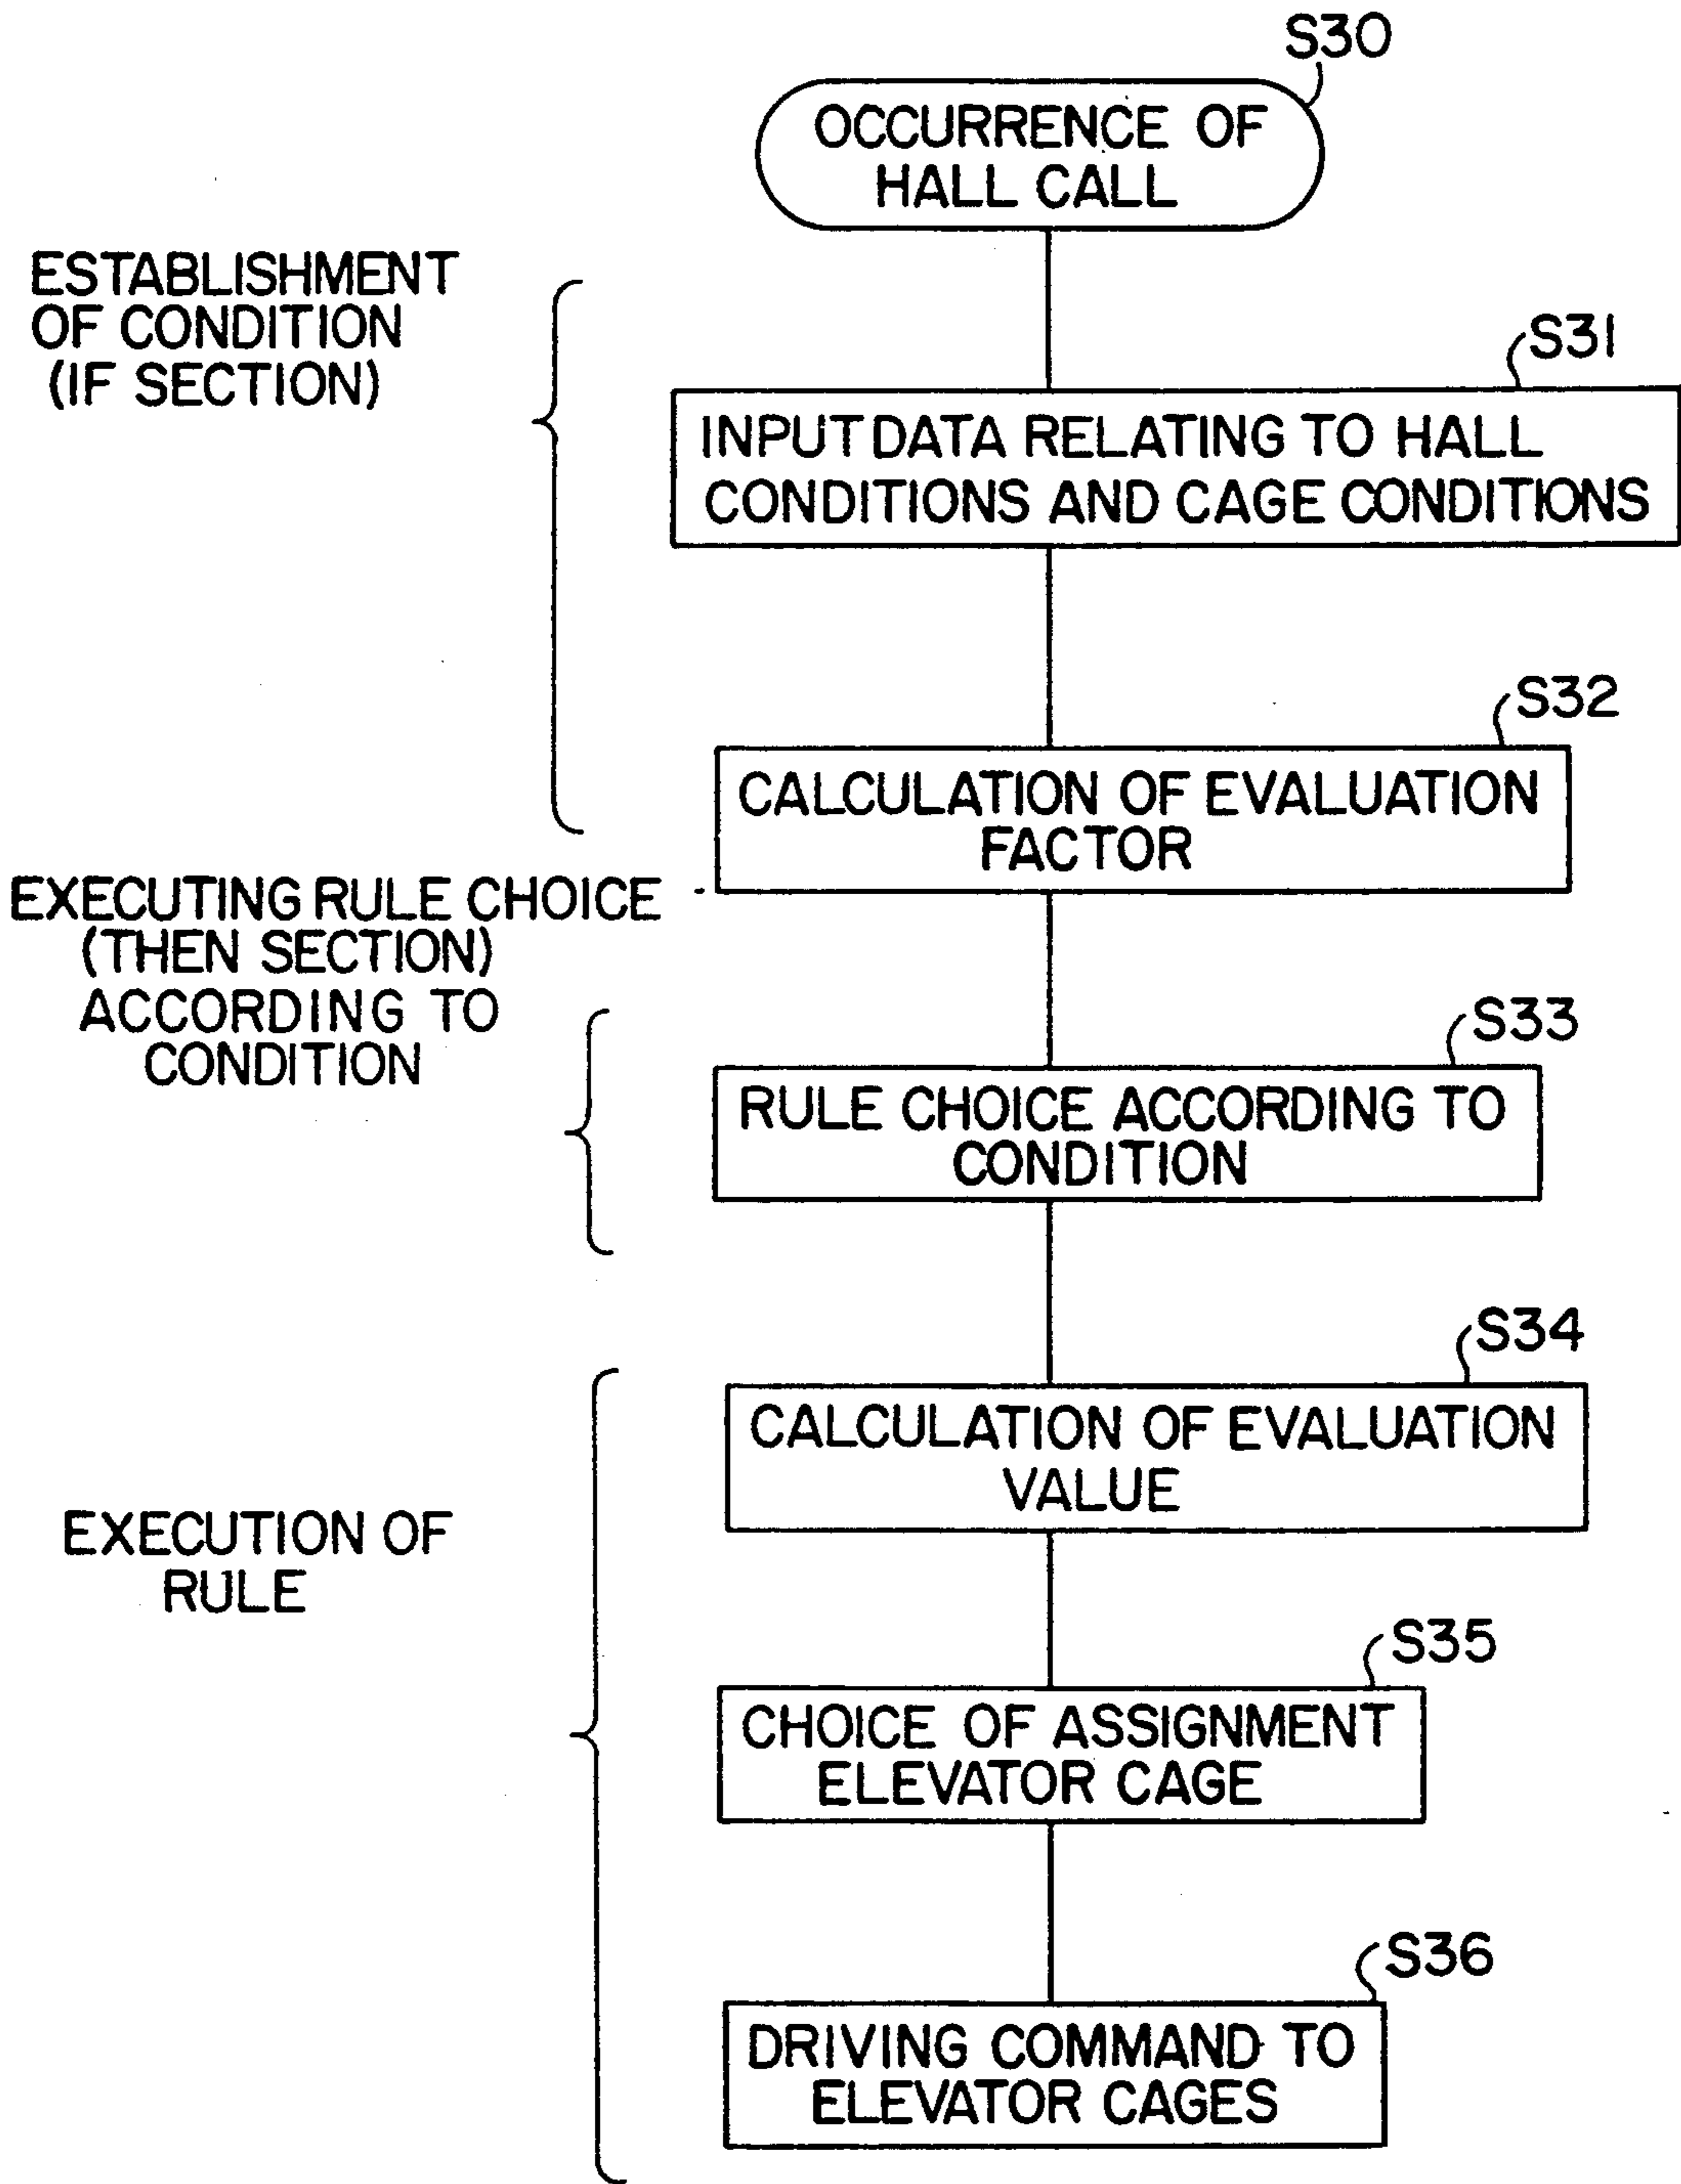 S30
OCCURRENCE OF
HALL CALL
ESTABLISHMENT
OF CONDITION
(IF SECTION)
S31
INPUT DATA RELATING TO HALL
CONDITIONS AND CAGE CONDITIONS
S32
CALCULATION OF EVALUATION
FACTOR
EXECUTING RULE CHOICE
(THEN SECTION)
ACCORDING TO
CONDITION
S33
RULE CHOICE ACCORDING TO
CONDITION
S34
CALCULATION OF EVALUATION
VALUE
EXECUTION OF
RULE
S35
CHOICE OF ASSIGNMENT
ELEVATOR CAGE
S36
DRIVING COMMAND TO
ELEVATOR CAGES